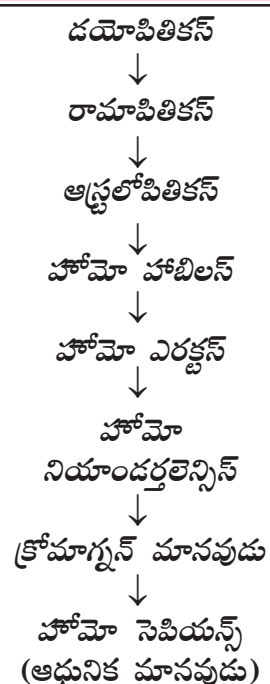 డయోపితికస్
↓
రామాపితికస్
↓
ఆస్ట్రలోపితికస్
↓
హోమో హాబిలస్
↓
హోమో ఎరక్టస్
↓
హోమో
నియాండర్తలెన్సిస్
↓
క్రోమాగ్నన్ మానవుడు
↓
హోమో సెపియన్స్
(ఆధునిక మానవుడు)